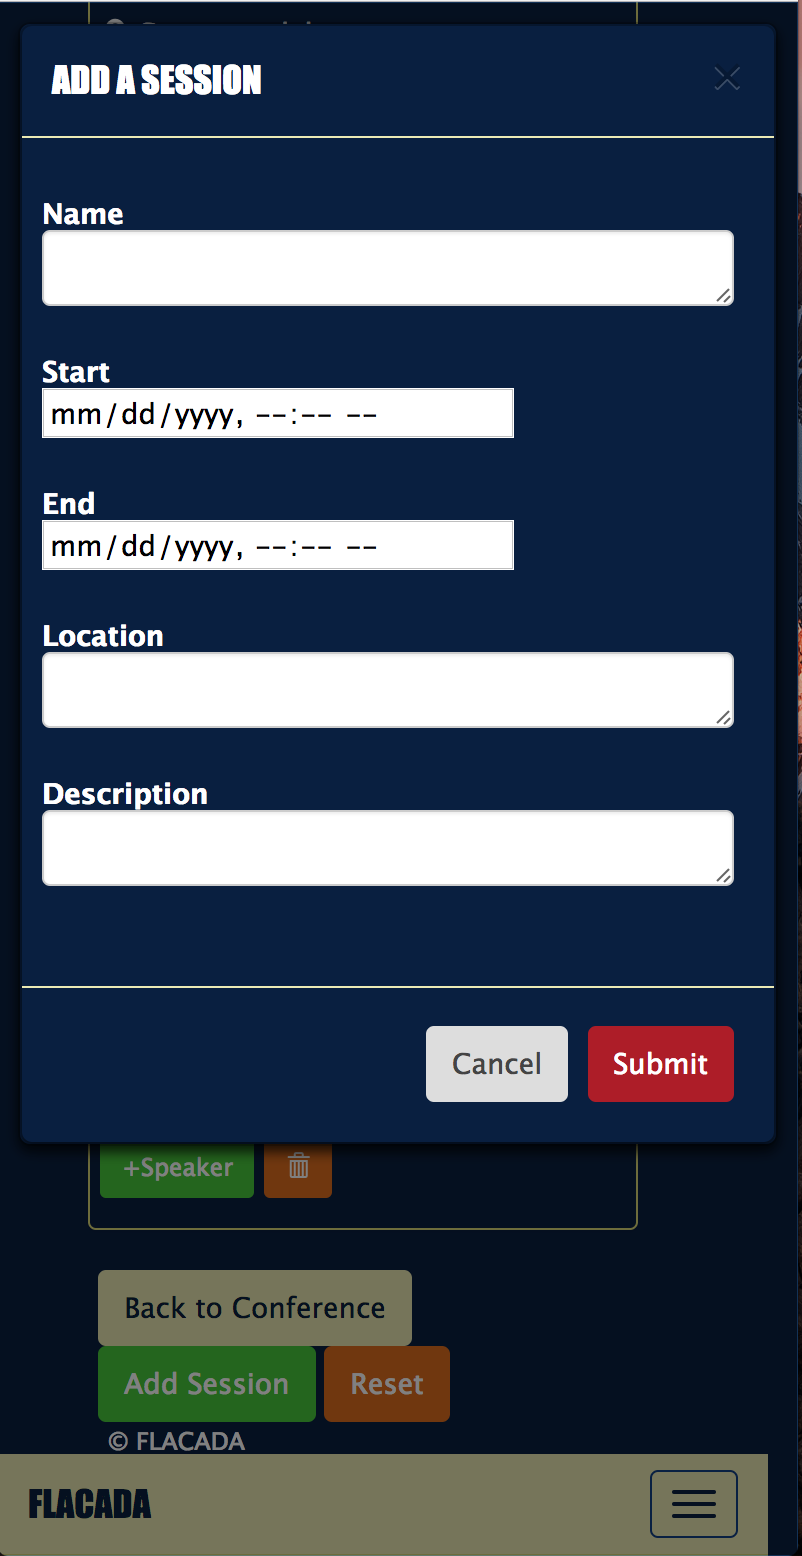 ADD A SESSION
Name
Start
mm/dd/yyyy, --:-- --
End
mm/dd/yyyy, --:-- --
Location
Description
Cancel
Submit
+Speaker
Back to Conference
Add Session
Reset
© FLACADA
FLACADA